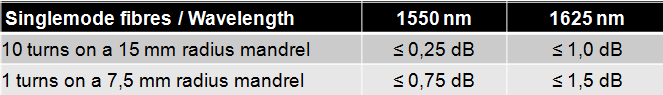 Singlemode fibres / Wavelength 1550 nm 1625 nm
10 turns on a 15 mm radius mandrel ≤ 0,25 dB ≤ 1,0 dB
1 turns on a 7,5 mm radius mandrel ≤ 0,75 dB ≤ 1,5 dB